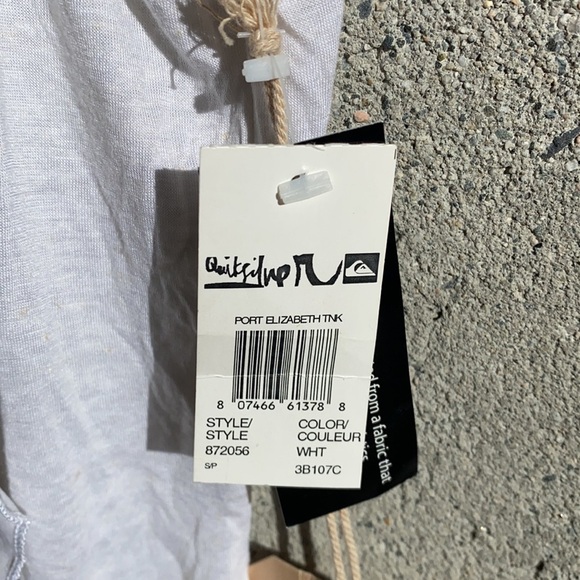 Quiksilver
PORT ELIZABETH TNK
8 07466 61378 8
STYLE/ COLOR/
STYLE COULEUR
872056 WHT
S/P 3B107C
d from a fabric that